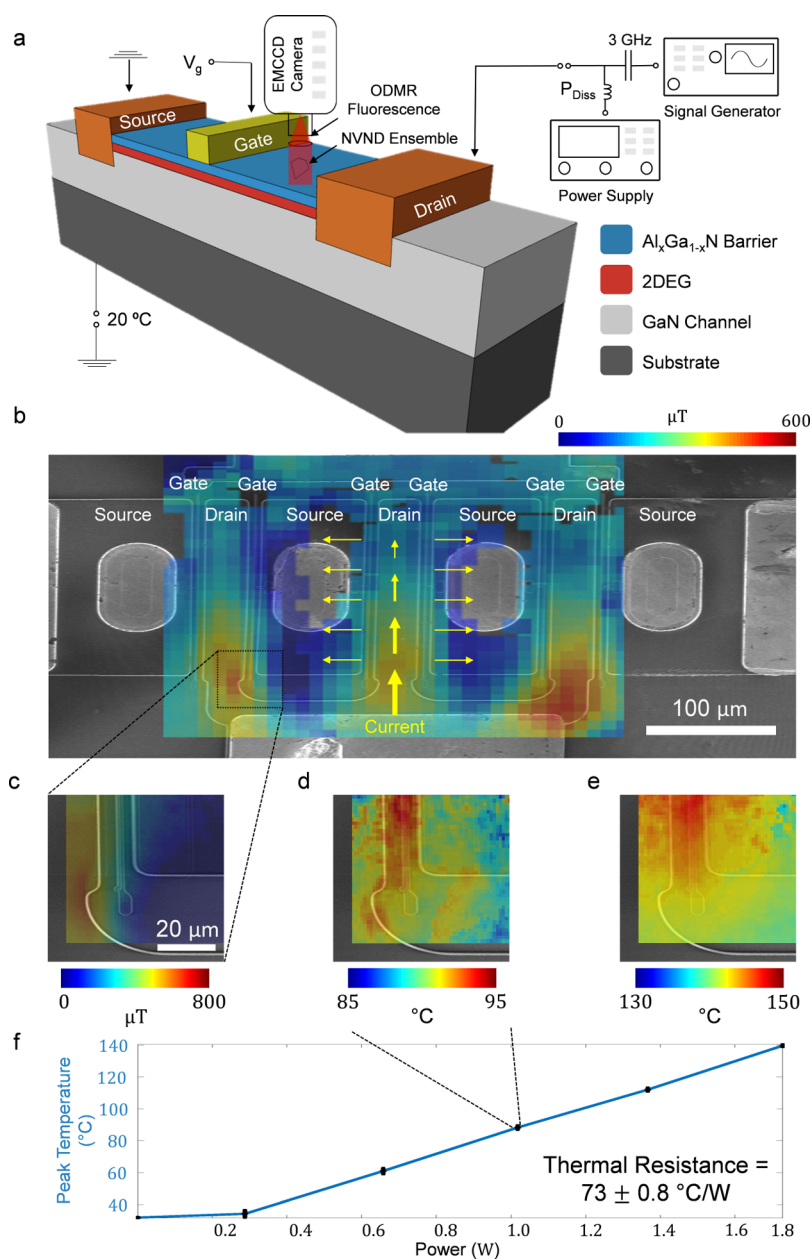 a
V_g
EMCCD
Camera
ODMR
Fluorescence
NVND Ensemble
3 GHz
P_Diss
Signal Generator
Power Supply
Source
Gate
Drain
20 ºC
Al_xGa_{1-x}N Barrier
2DEG
GaN Channel
Substrate
b
0 μT 600
Gate Gate Gate Gate Gate Gate
Source Drain Source Drain Source Drain Source
Current
100 μm
c
d
e
20 μm
0 800
μT
85 95
°C
130 150
°C
f
Peak Temperature
(°C)
140
120
100
80
60
40
0.2 0.4 0.6 0.8 1.0 1.2 1.4 1.6 1.8
Power (W)
Thermal Resistance =
73 ± 0.8 °C/W